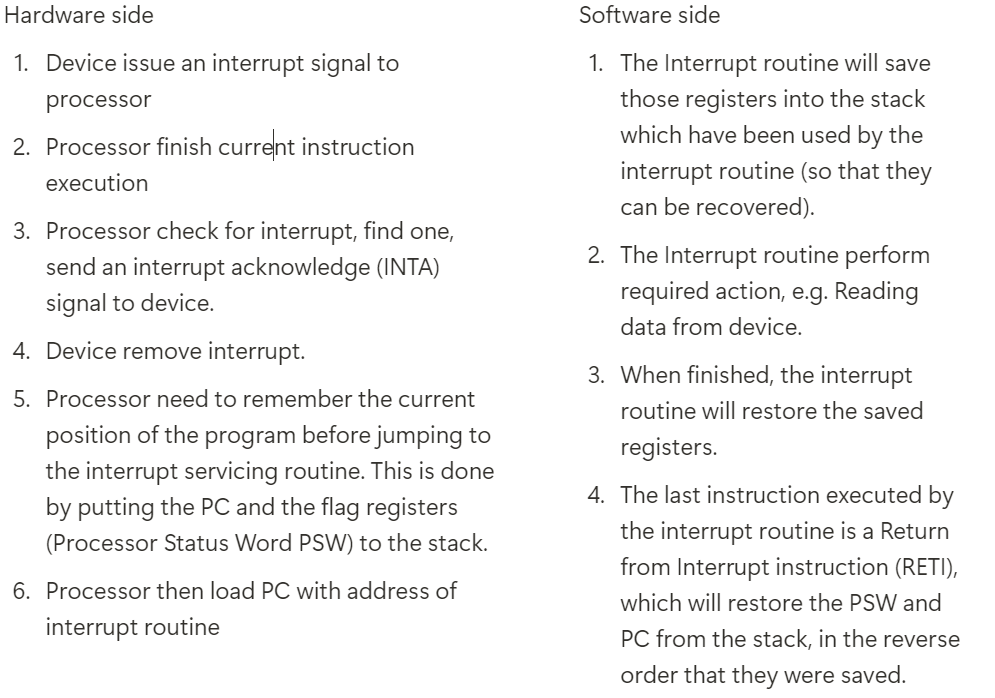 Hardware side
1. Device issue an interrupt signal to
processor
2. Processor finish current instruction
execution
3. Processor check for interrupt, find one,
send an interrupt acknowledge (INTA)
signal to device.
4. Device remove interrupt.
5. Processor need to remember the current
position of the program before jumping to
the interrupt servicing routine. This is done
by putting the PC and the flag registers
(Processor Status Word PSW) to the stack.
6. Processor then load PC with address of
interrupt routine
Software side
1. The Interrupt routine will save
those registers into the stack
which have been used by the
interrupt routine (so that they
can be recovered).
2. The Interrupt routine perform
required action, e.g. Reading
data from device.
3. When finished, the interrupt
routine will restore the saved
registers.
4. The last instruction executed by
the interrupt routine is a Return
from Interrupt instruction (RETI),
which will restore the PSW and
PC from the stack, in the reverse
order that they were saved.